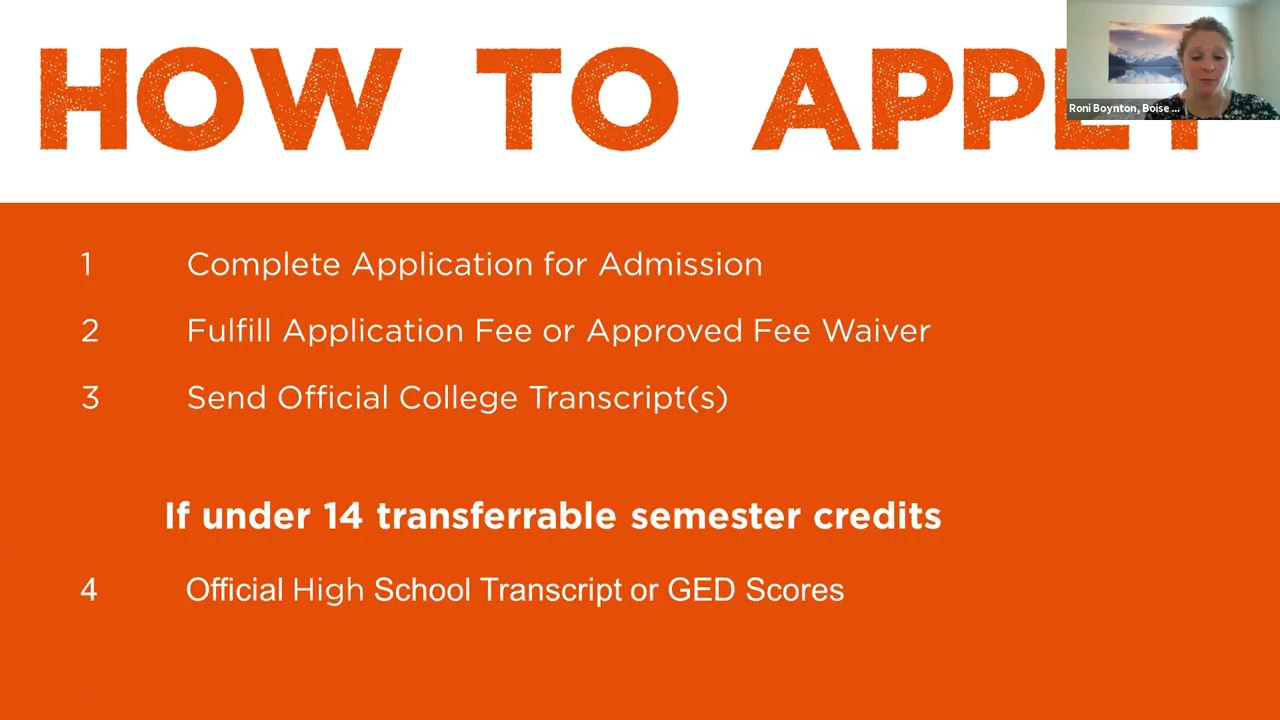 HOW TO APPLY
Roni Boynton, Boise ...
1 Complete Application for Admission
2 Fulfill Application Fee or Approved Fee Waiver
3 Send Official College Transcript(s)
If under 14 transferrable semester credits
4 Official High School Transcript or GED Scores